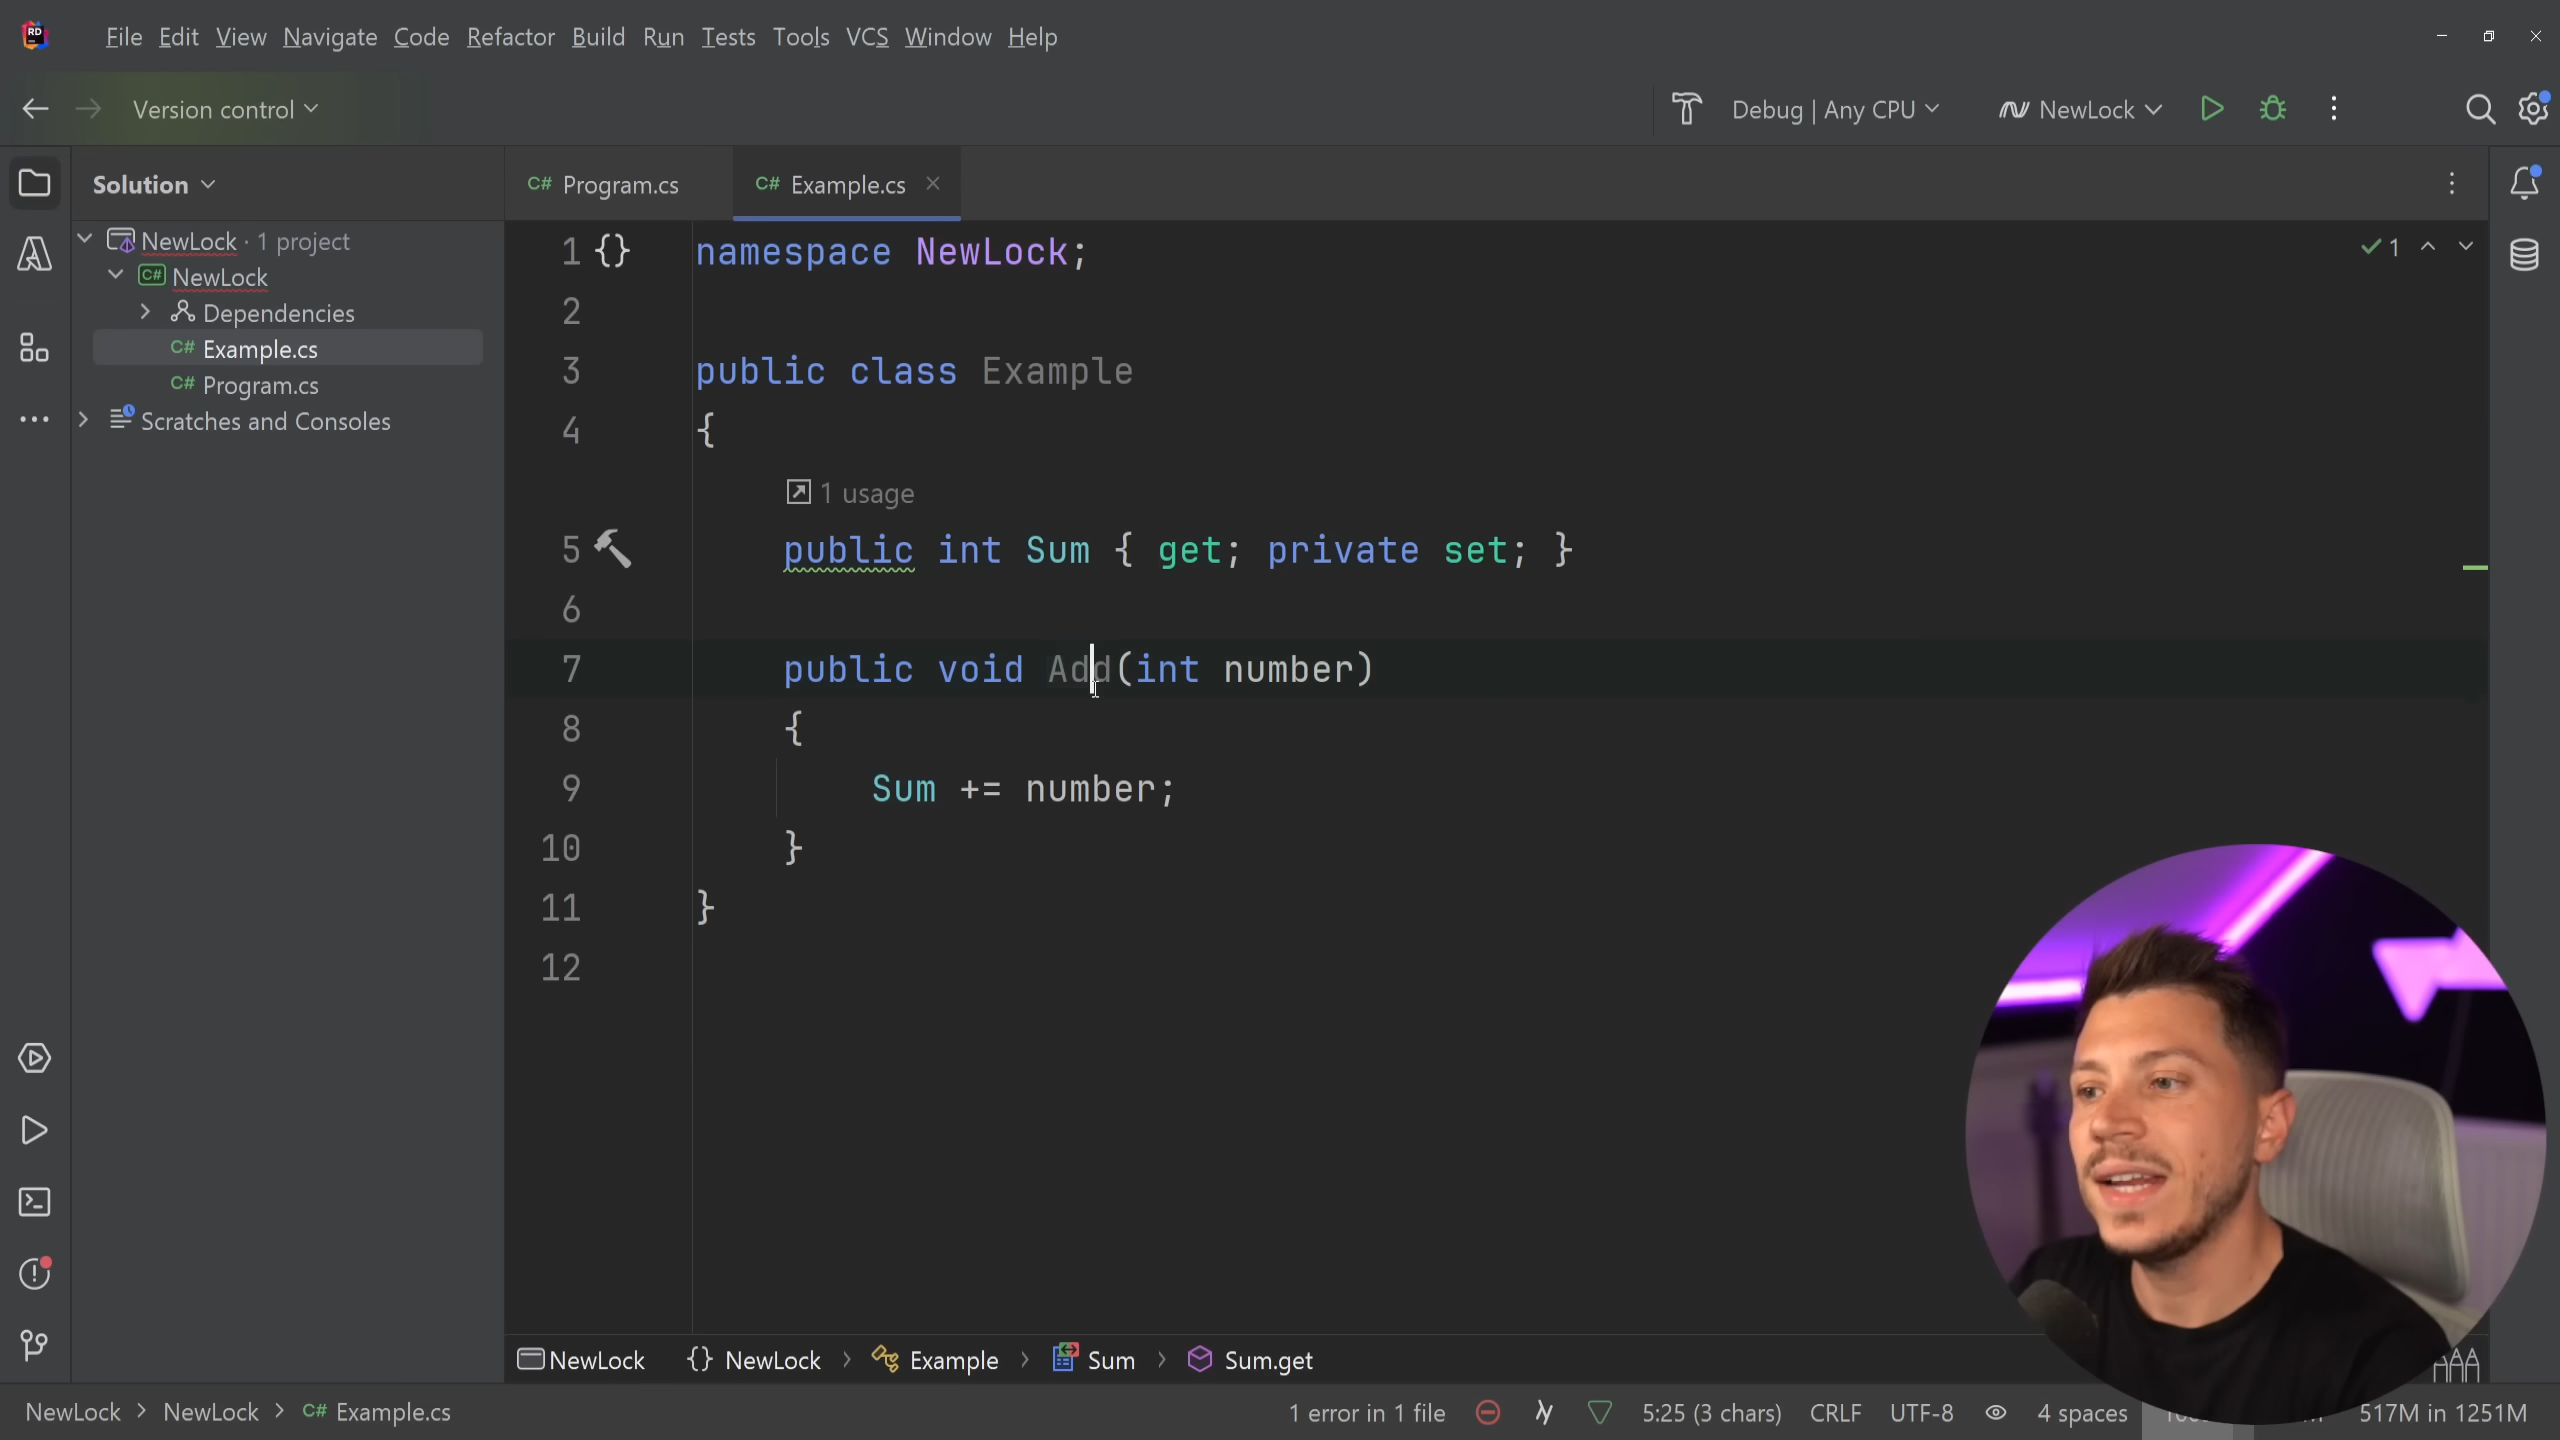 RD File Edit View Navigate Code Refactor Build Run Tests Tools VCS Window Help
Version control Debug | Any CPU NewLock
Solution
C# Program.cs C# Example.cs
NewLock · 1 project
C# NewLock
Dependencies
C# Example.cs
C# Program.cs
Scratches and Consoles
1 {} namespace NewLock;
1
2
3 public class Example
4 {
1 usage
5 public int Sum { get; private set; }
6
7 public void Add(int number)
8 {
9 Sum += number;
10 }
11 }
12
NewLock {} NewLock > Example > Sum > Sum.get
NewLock > NewLock > C# Example.cs 1 error in 1 file 5:25 (3 chars) CRLF UTF-8 4 spaces 517M in 1251M